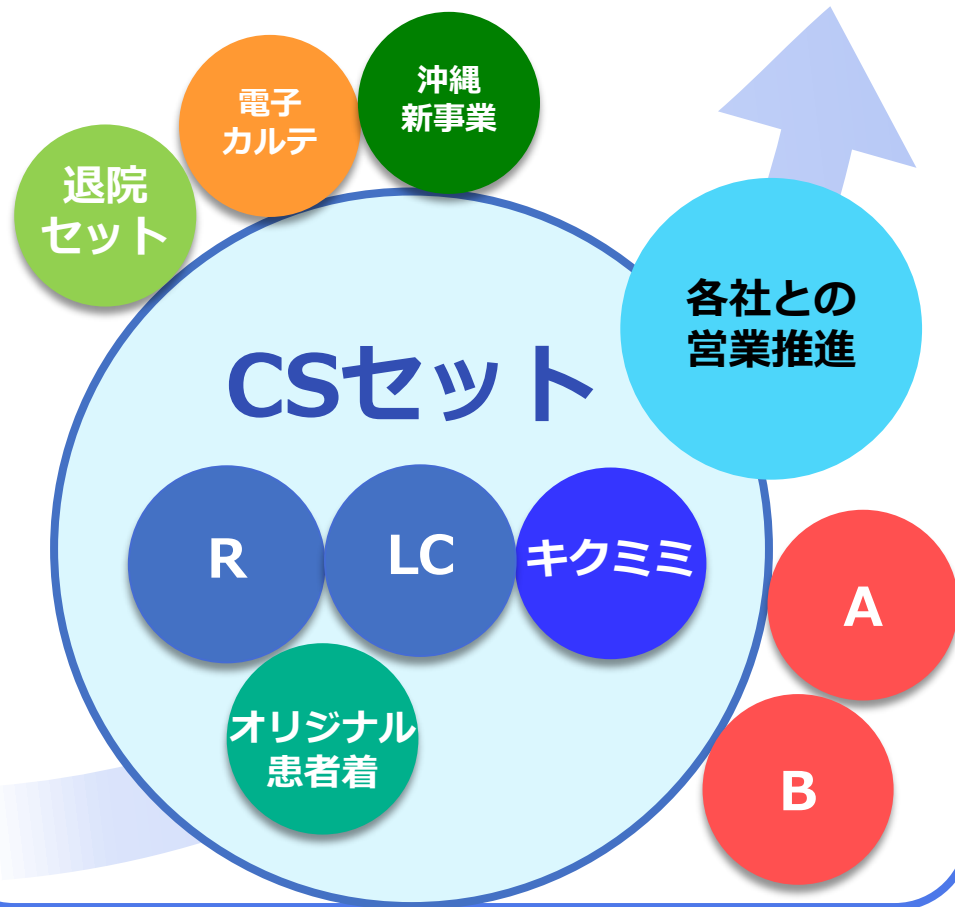 沖縄
新事業
電子
カルテ
退院
セット
各社との
営業推進
CSセット
R
LC
キクミミ
A
オリジナル
患者着
B